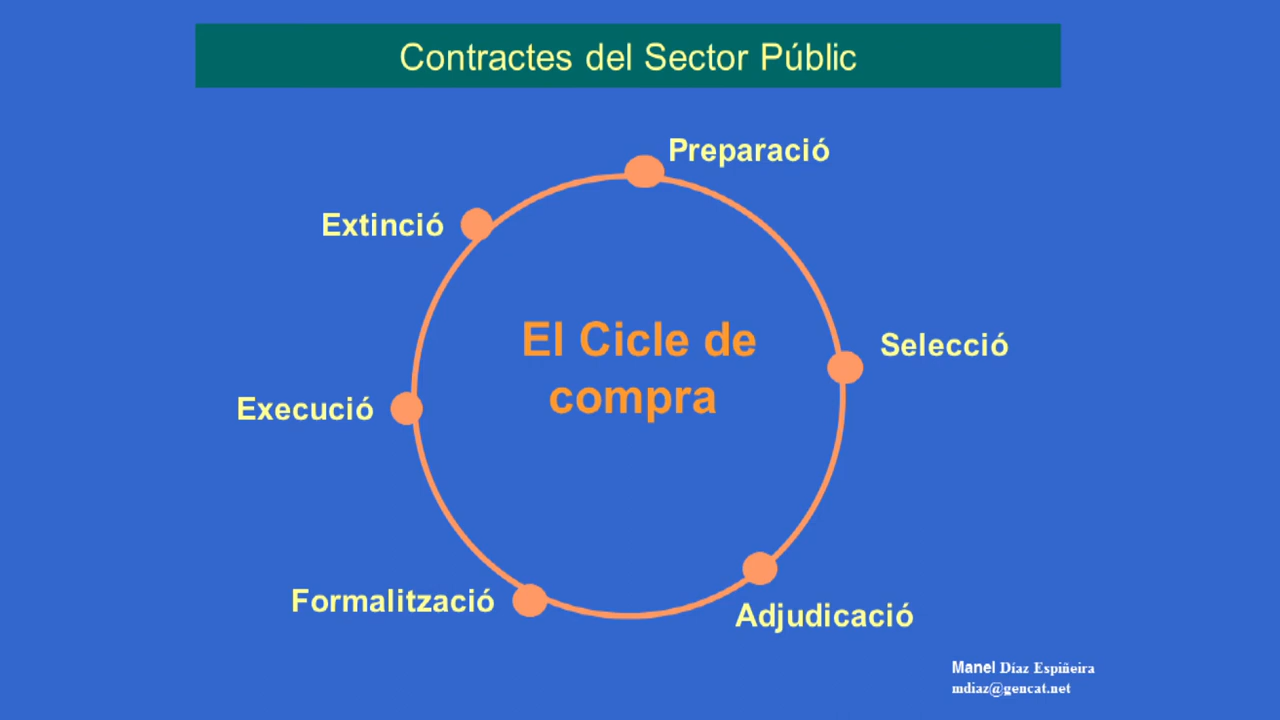 Contractes del Sector Públic
Preparació
Extinció
Selecció
El Cicle de
compra
Execució
Formalització
Adjudicació
Manel Díaz Espiñeira
mdiaz@gencat.net